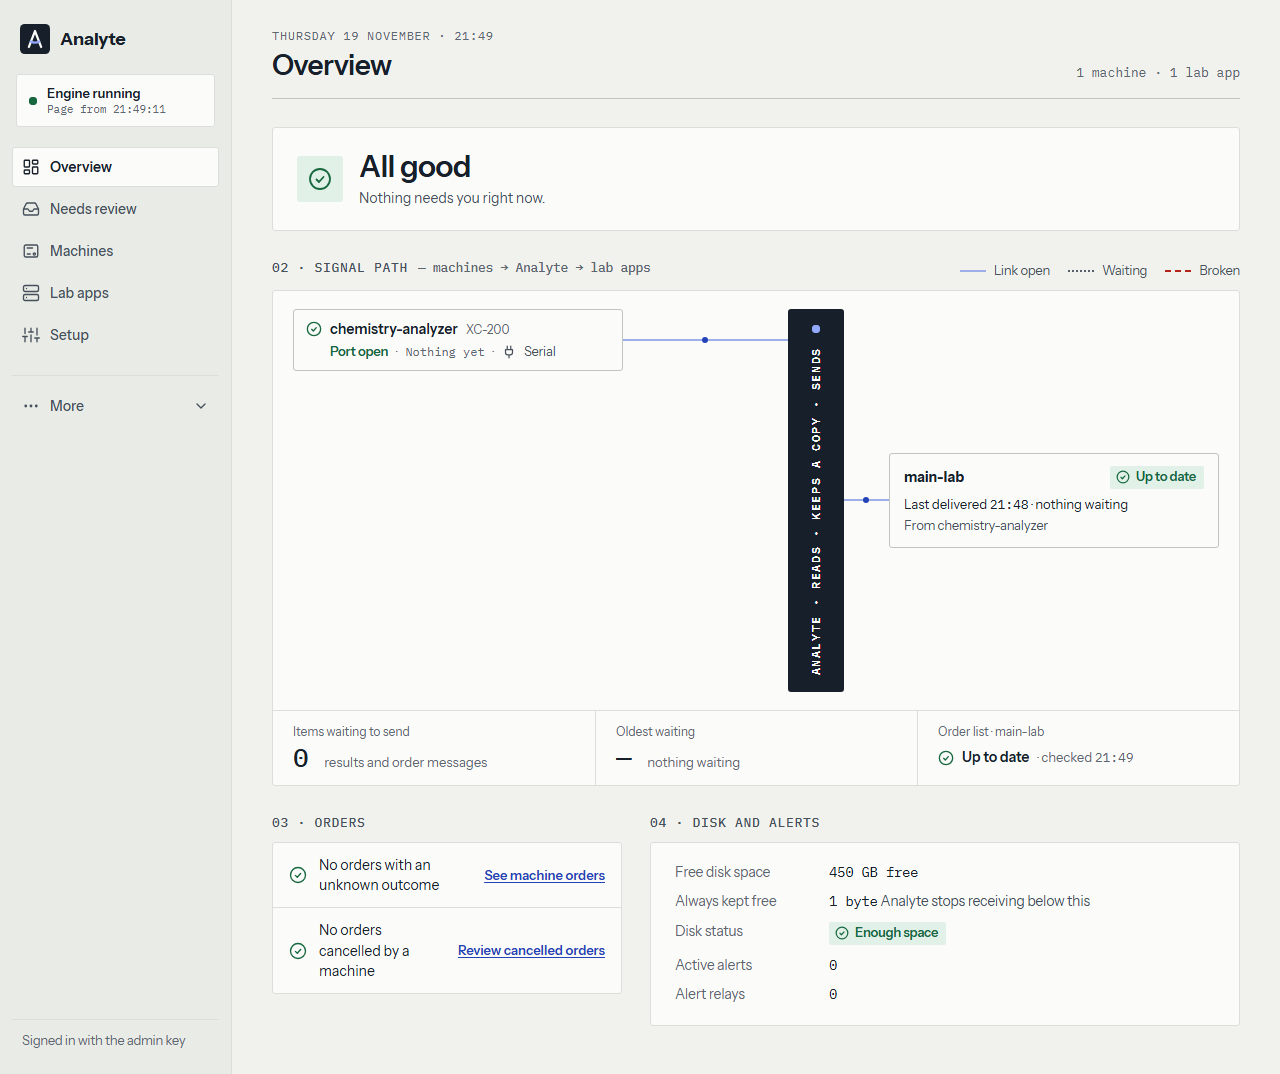 Analyte
Engine running
Page from 21:49:11
Overview
Needs review
Machines
Lab apps
Setup
More
Signed in with the admin key
THURSDAY 19 NOVEMBER · 21:49
Overview
1 machine · 1 lab app
All good
Nothing needs you right now.
02 · SIGNAL PATH — machines → Analyte → lab apps
Link open
Waiting
Broken
chemistry-analyzer XC-200
Port open · Nothing yet · Serial
ANALYTE · READS · KEEPS A COPY · SENDS
main-lab
Up to date
Last delivered 21:48 · nothing waiting
From chemistry-analyzer
Items waiting to send
0 results and order messages
Oldest waiting
— nothing waiting
Order list · main-lab
Up to date · checked 21:49
03 · ORDERS
No orders with an
unknown outcome
See machine orders
No orders
cancelled by a
machine
Review cancelled orders
04 · DISK AND ALERTS
Free disk space 450 GB free
Always kept free 1 byte Analyte stops receiving below this
Disk status Enough space
Active alerts 0
Alert relays 0